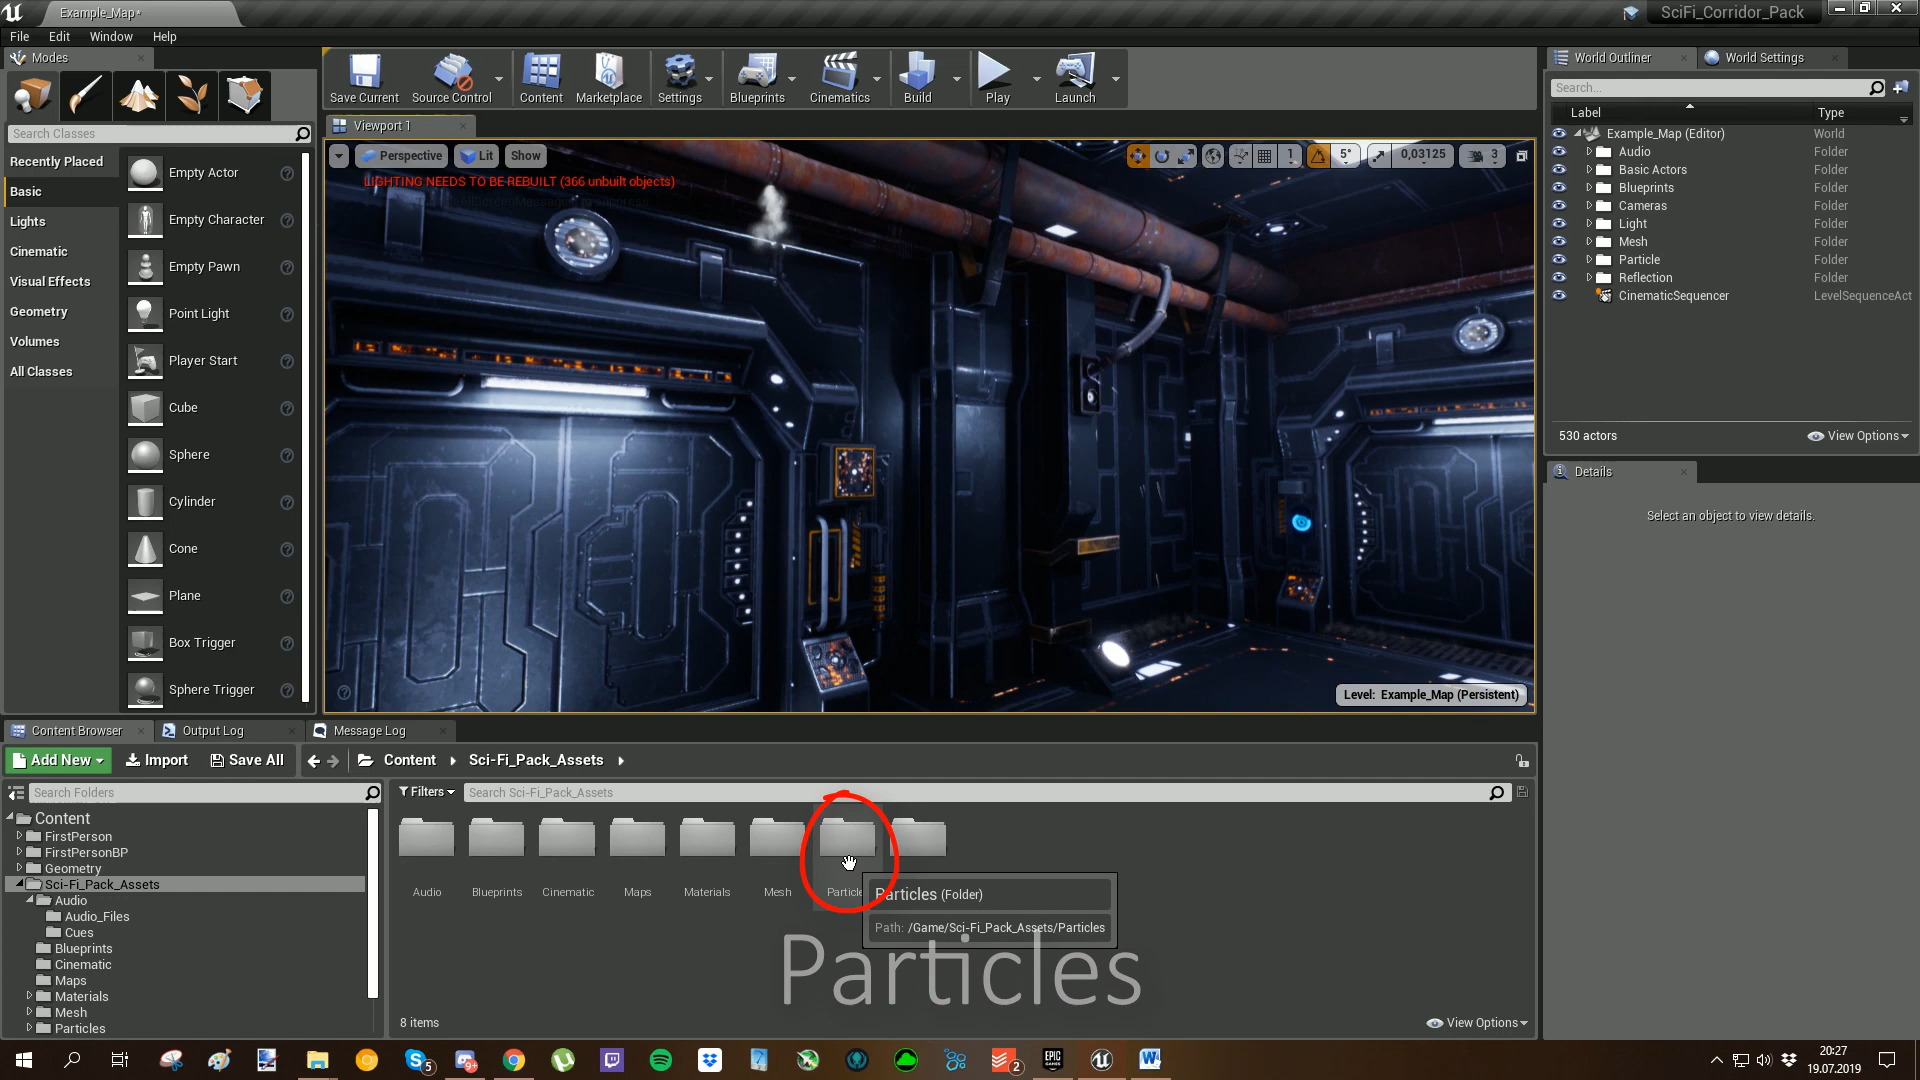 Example_Map*
SciFi_Corridor_Pack
File Edit Window Help
Modes
Save Current
Source Control
Content
Marketplace
Settings
Blueprints
Cinematics
Build
Play
Launch
World Outliner
World Settings
Search...
Label Type
Example_Map (Editor) World
Audio Folder
Basic Actors Folder
Blueprints Folder
Cameras Folder
Light Folder
Mesh Folder
Particle Folder
Reflection Folder
CinematicSequencer LevelSequenceAct
530 actors
View Options
Details
Select an object to view details.
Search Classes
Recently Placed
Basic
Lights
Cinematic
Visual Effects
Geometry
Volumes
All Classes
Empty Actor
Empty Character
Empty Pawn
Point Light
Player Start
Cube
Sphere
Cylinder
Cone
Plane
Box Trigger
Sphere Trigger
Viewport 1
Perspective
Lit
Show
1
5°
0,03125
3
LIGHTING NEEDS TO BE REBUILT (366 unbuilt objects)
Level: Example_Map (Persistent)
Content Browser
Output Log
Message Log
Add New
Import
Save All
Content
Sci-Fi_Pack_Assets
Search Folders
Filters
Search Sci-Fi_Pack_Assets
Content
FirstPerson
FirstPersonBP
Geometry
Sci-Fi_Pack_Assets
Audio
Audio_Files
Cues
Blueprints
Cinematic
Maps
Materials
Mesh
Particles
Audio
Blueprints
Cinematic
Maps
Materials
Mesh
Particle
Particles (Folder)
Path: /Game/Sci-Fi_Pack_Assets/Particles
Particles
8 items
View Options
5
9+
2
EPIC
GAMES
20:27
19.07.2019